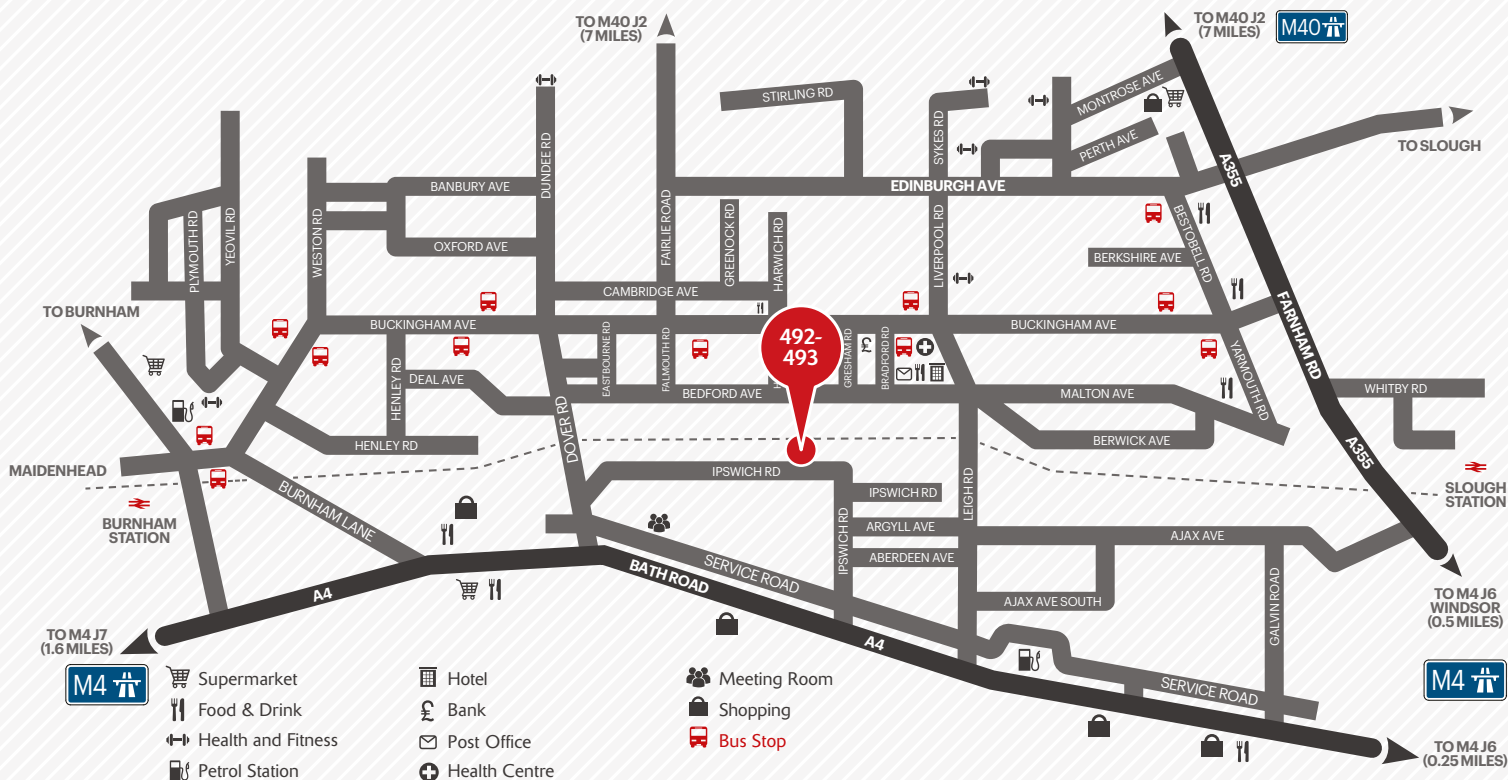 TO M40 J2
(7 MILES)
TO M40 J2
(7 MILES)
M40
STIRLING RD
MONTROSE AVE
PERTH AVE
SYKES RD
DUNDEE RD
TO SLOUGH
A355
BANBURY AVE
EDINBURGH AVE
PLYMOUTH RD
YEOVIL RD
WESTON RD
OXFORD AVE
FAIRLIE ROAD
GREENOCK RD
HARWICH RD
LIVERPOOL RD
BESTOBELL RD
BERKSHIRE AVE
CAMBRIDGE AVE
TO BURNHAM
BUCKINGHAM AVE
BUCKINGHAM AVE
FARNHAM RD
492-
493
EASTBOURNE RD
FALMOUTH RD
GRESHAM RD
£
BRADFORD RD
YARMOUTH RD
HENLEY RD
DEAL AVE
BEDFORD AVE
MALTON AVE
WHITBY RD
HENLEY RD
DOVER RD
BERWICK AVE
A355
MAIDENHEAD
IPSWICH RD
IPSWICH RD
LEIGH RD
SLOUGH
STATION
BURNHAM
STATION
BURNHAM LANE
IPSWICH RD
ARGYLL AVE
AJAX AVE
ABERDEEN AVE
SERVICE ROAD
BATH ROAD
A4
AJAX AVE SOUTH
GALVIN ROAD
TO M4 J6
WINDSOR
(0.5 MILES)
TO M4 J7
(1.6 MILES)
A4
M4
M4
SERVICE ROAD
TO M4 J6
(0.25 MILES)
Supermarket
Food & Drink
Health and Fitness
Petrol Station
Hotel
£ Bank
Post Office
Health Centre
Meeting Room
Shopping
Bus Stop